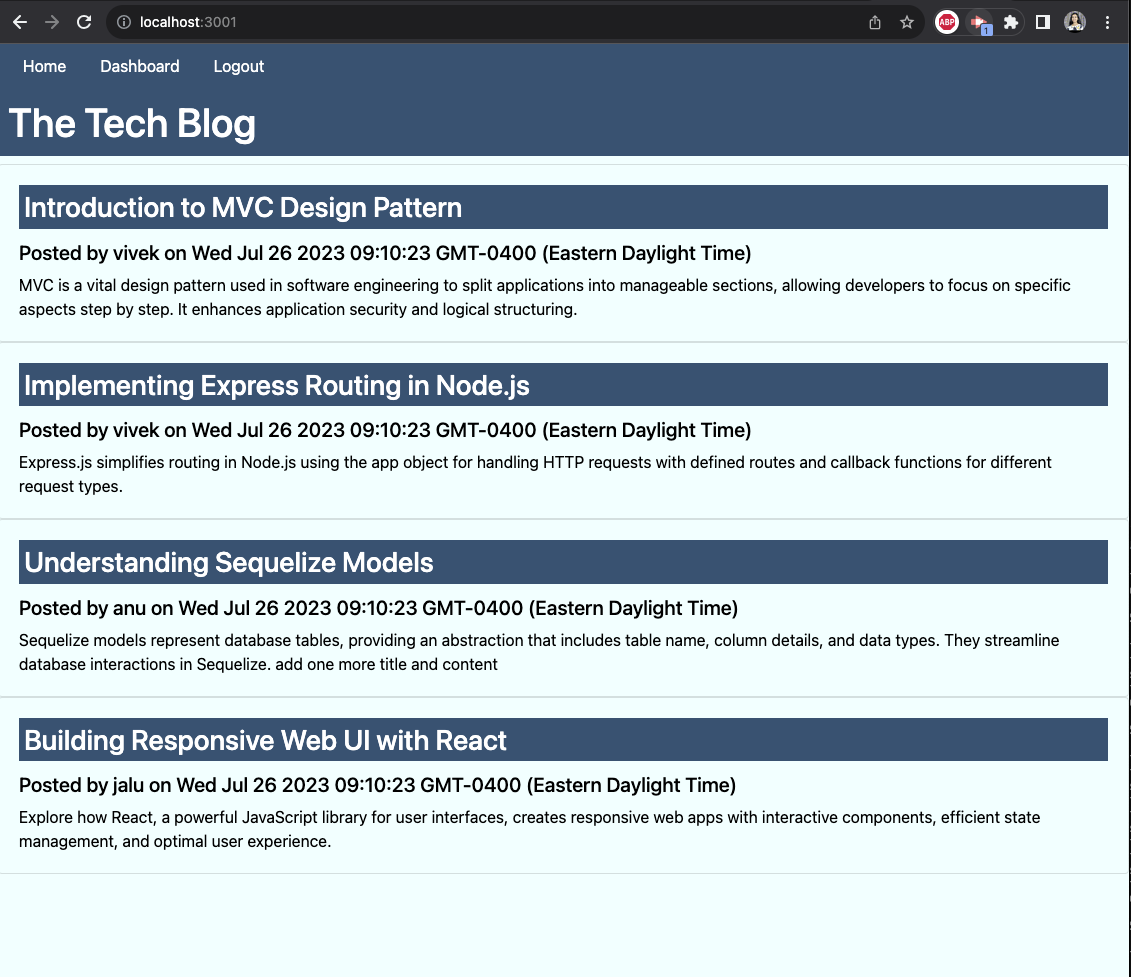 localhost:3001
ABP
1
Home Dashboard Logout
The Tech Blog
Introduction to MVC Design Pattern
Posted by vivek on Wed Jul 26 2023 09:10:23 GMT-0400 (Eastern Daylight Time)
MVC is a vital design pattern used in software engineering to split applications into manageable sections, allowing developers to focus on specific
aspects step by step. It enhances application security and logical structuring.
Implementing Express Routing in Node.js
Posted by vivek on Wed Jul 26 2023 09:10:23 GMT-0400 (Eastern Daylight Time)
Express.js simplifies routing in Node.js using the app object for handling HTTP requests with defined routes and callback functions for different
request types.
Understanding Sequelize Models
Posted by anu on Wed Jul 26 2023 09:10:23 GMT-0400 (Eastern Daylight Time)
Sequelize models represent database tables, providing an abstraction that includes table name, column details, and data types. They streamline
database interactions in Sequelize. add one more title and content
Building Responsive Web UI with React
Posted by jalu on Wed Jul 26 2023 09:10:23 GMT-0400 (Eastern Daylight Time)
Explore how React, a powerful JavaScript library for user interfaces, creates responsive web apps with interactive components, efficient state
management, and optimal user experience.